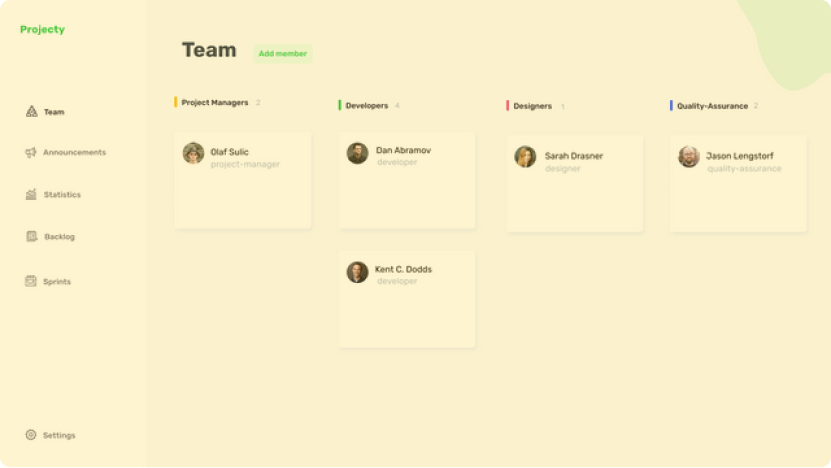 Projecty
Team
Announcements
Statistics
Backlog
Sprints
Settings
Team
Add member
Project Managers 2
Olaf Sulic
project-manager
Developers 4
Dan Abramov
developer
Kent C. Dodds
developer
Designers 1
Sarah Drasner
designer
Quality-Assurance 2
Jason Lengstorf
quality-assurance